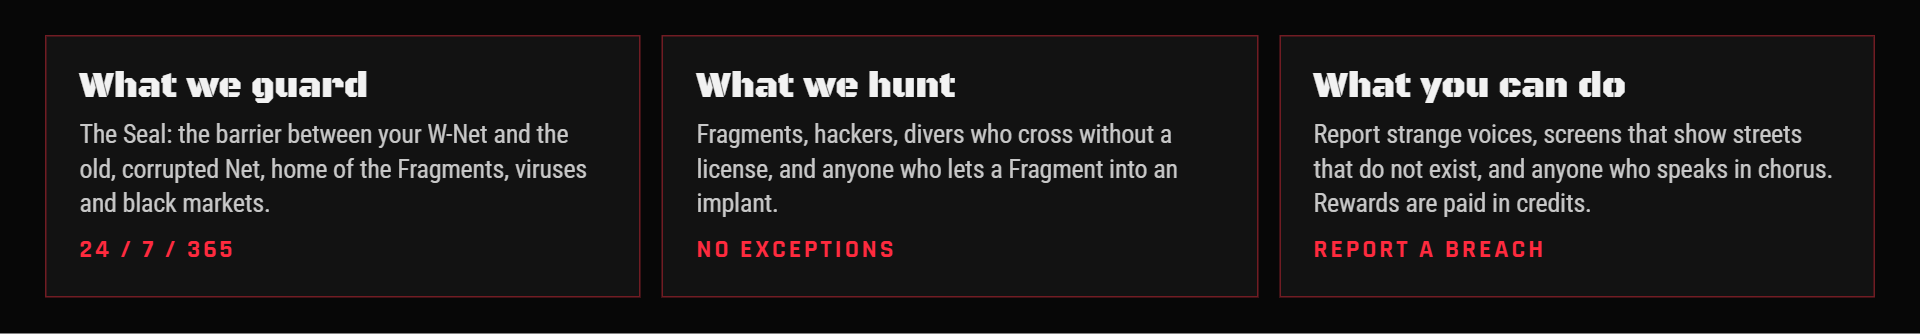 What we guard
The Seal: the barrier between your W-Net and the
old, corrupted Net, home of the Fragments, viruses
and black markets.
24 / 7 / 365
What we hunt
Fragments, hackers, divers who cross without a
license, and anyone who lets a Fragment into an
implant.
NO EXCEPTIONS
What you can do
Report strange voices, screens that show streets
that do not exist, and anyone who speaks in chorus.
Rewards are paid in credits.
REPORT A BREACH